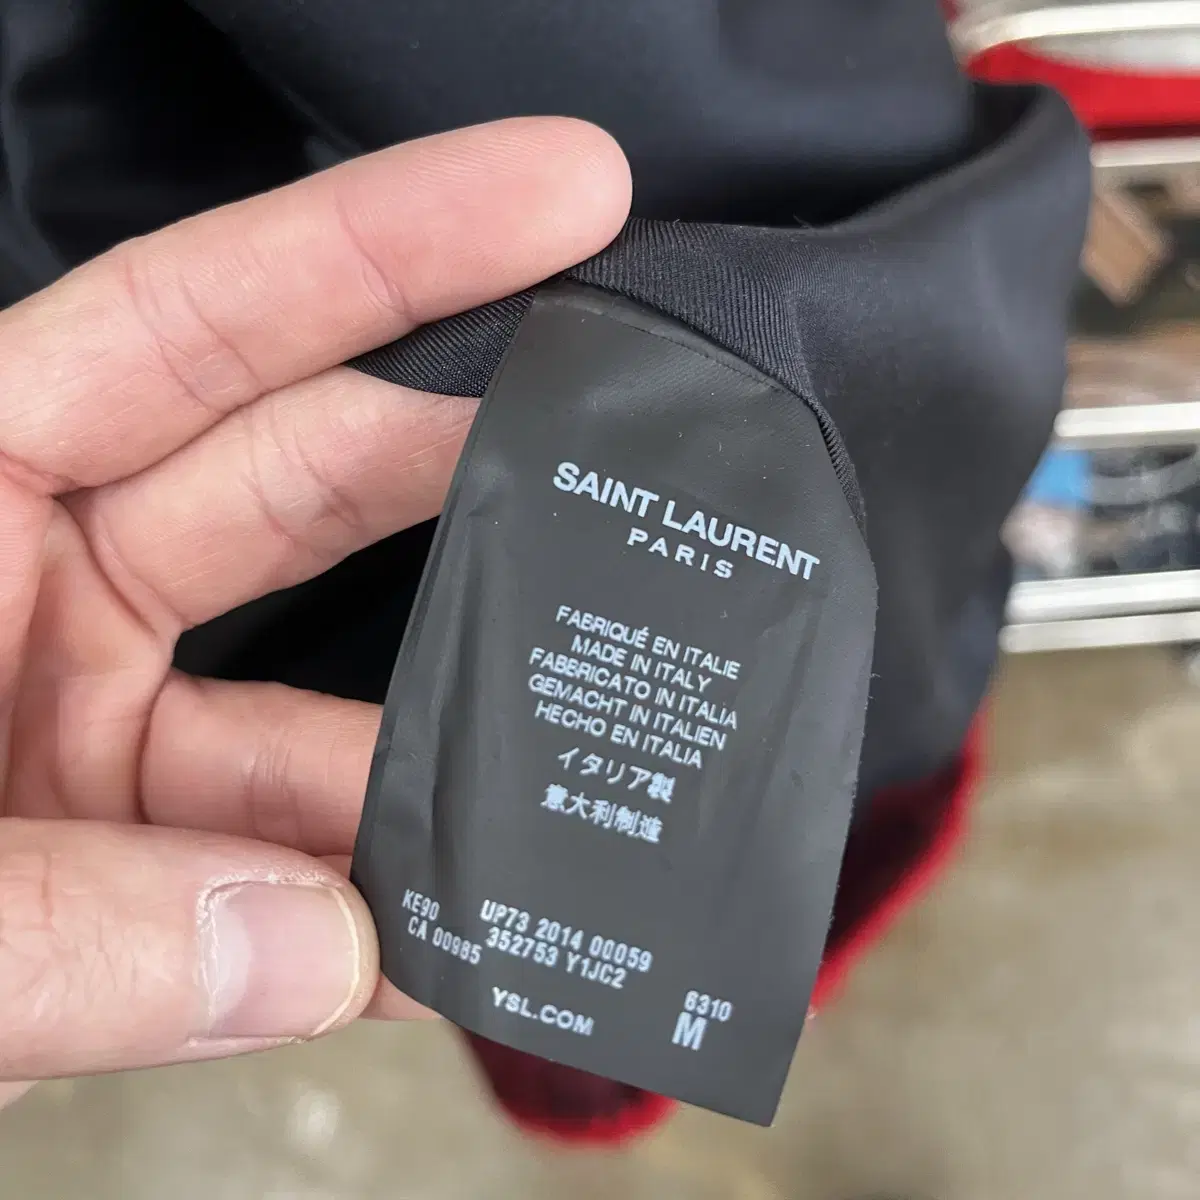 SAINT LAURENT
PARIS
FABRIQUÉ EN ITALIE
MADE IN ITALY
FABBRICATO IN ITALIA
GEMACHT IN ITALIEN
HECHO EN ITALIA
イタリア製
意大利制造
KE90 UP73 2014 00059
CA 00985 352753 Y1JC2
6310
YSL.COM M